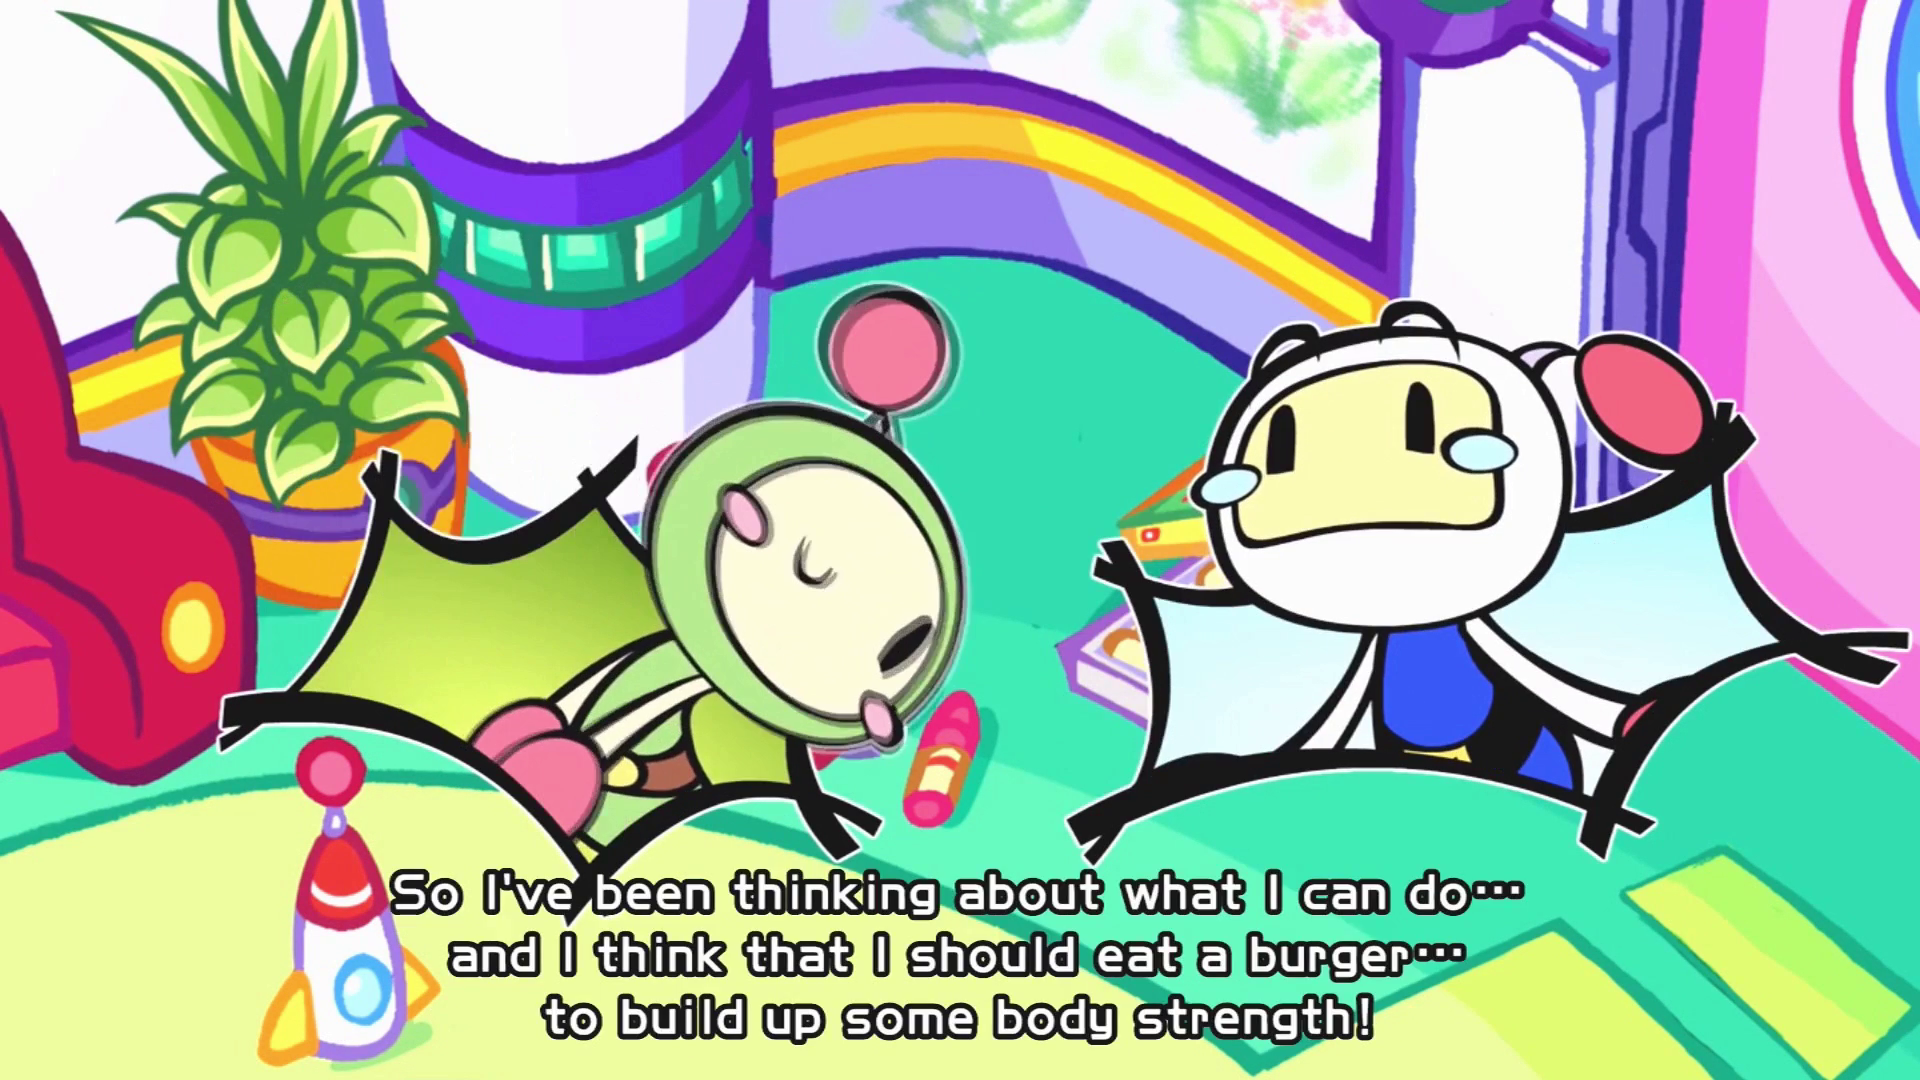 So I've been thinking about what I can do…
and I think that I should eat a burger…
to build up some body strength!